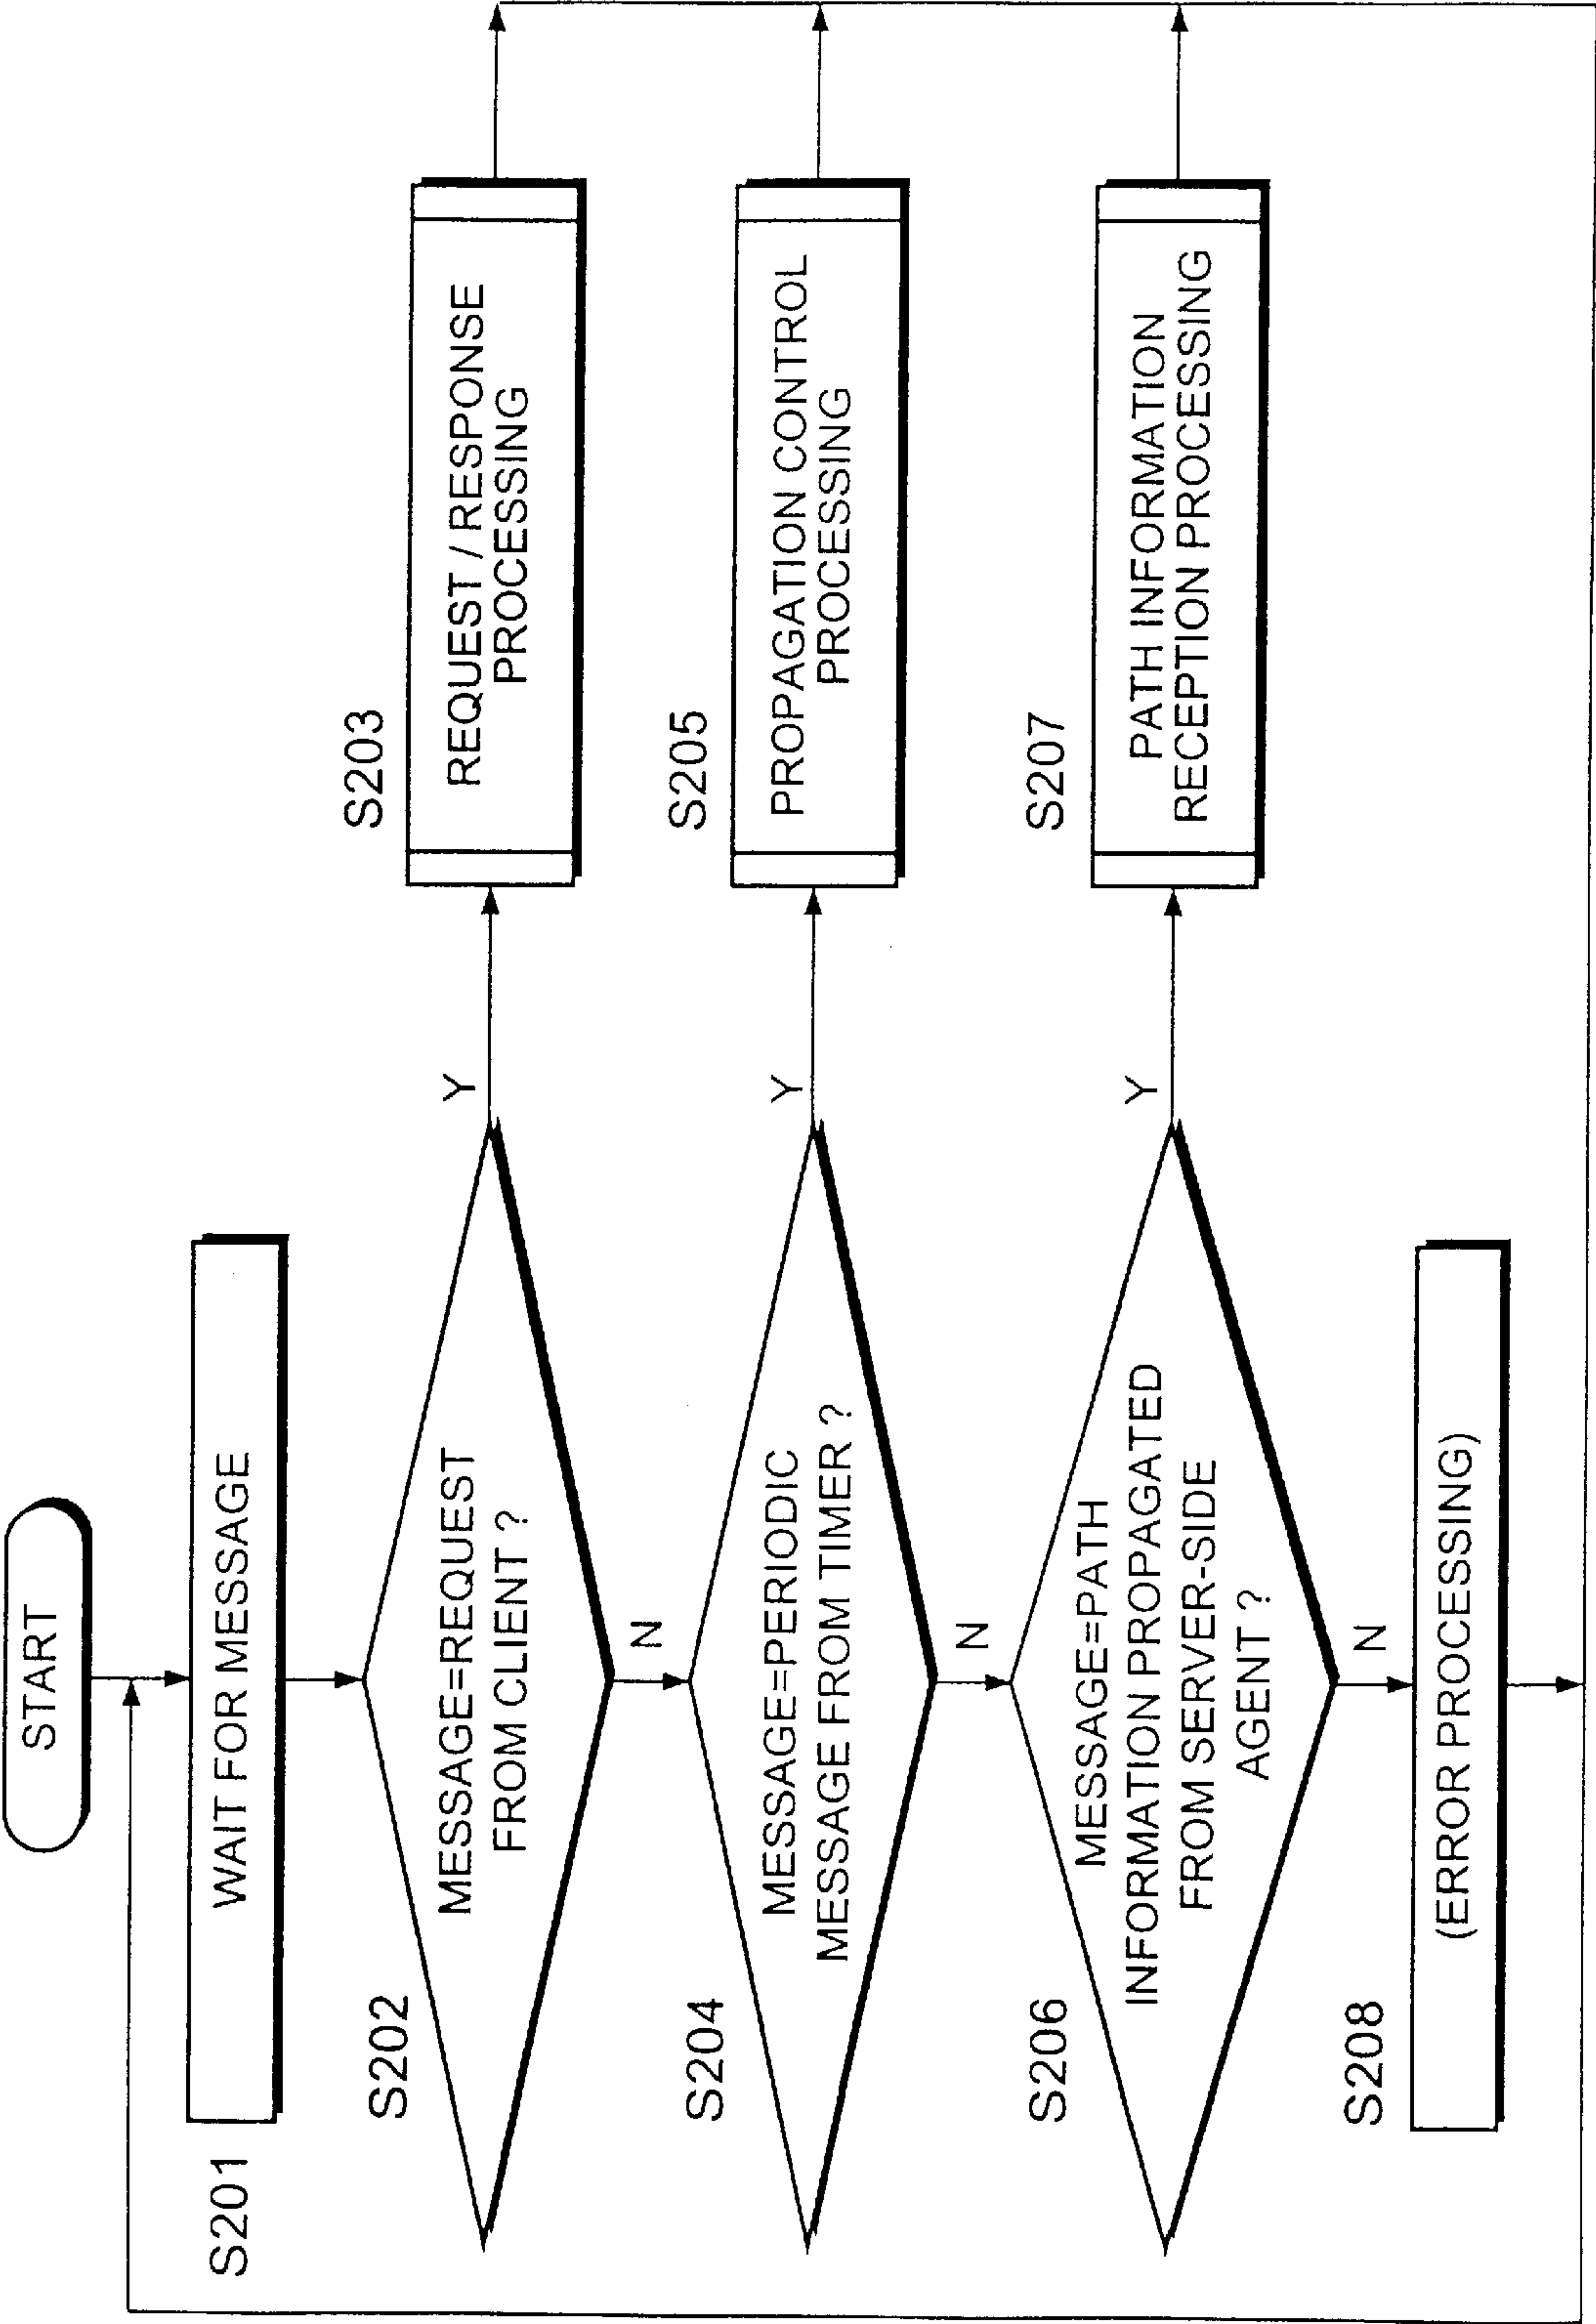 START
S201
WAIT FOR MESSAGE
S202
MESSAGE=REQUEST
FROM CLIENT ?
Y
N
S203
REQUEST / RESPONSE
PROCESSING
S204
MESSAGE=PERIODIC
MESSAGE FROM TIMER ?
Y
N
S205
PROPAGATION CONTROL
PROCESSING
S206
MESSAGE=PATH
INFORMATION PROPAGATED
FROM SERVER-SIDE
AGENT ?
Y
N
S207
PATH INFORMATION
RECEPTION PROCESSING
S208
(ERROR PROCESSING)